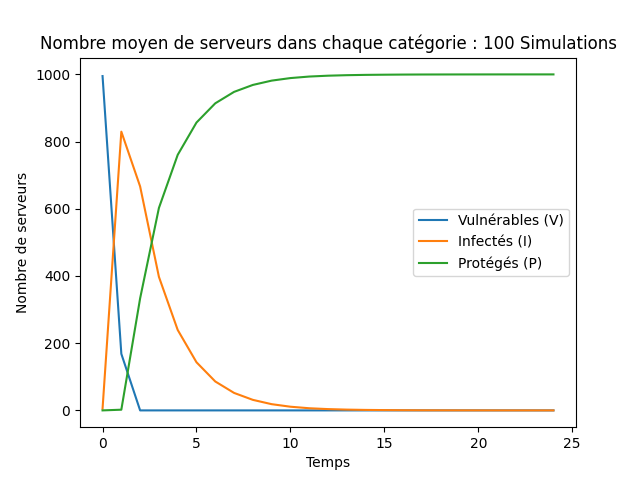 Nombre moyen de serveurs dans chaque catégorie : 100 Simulations
1000
800
600
400
200
0
Nombre de serveurs
Vulnérables (V)
Infectés (I)
Protégés (P)
0 5 10 15 20 25
Temps